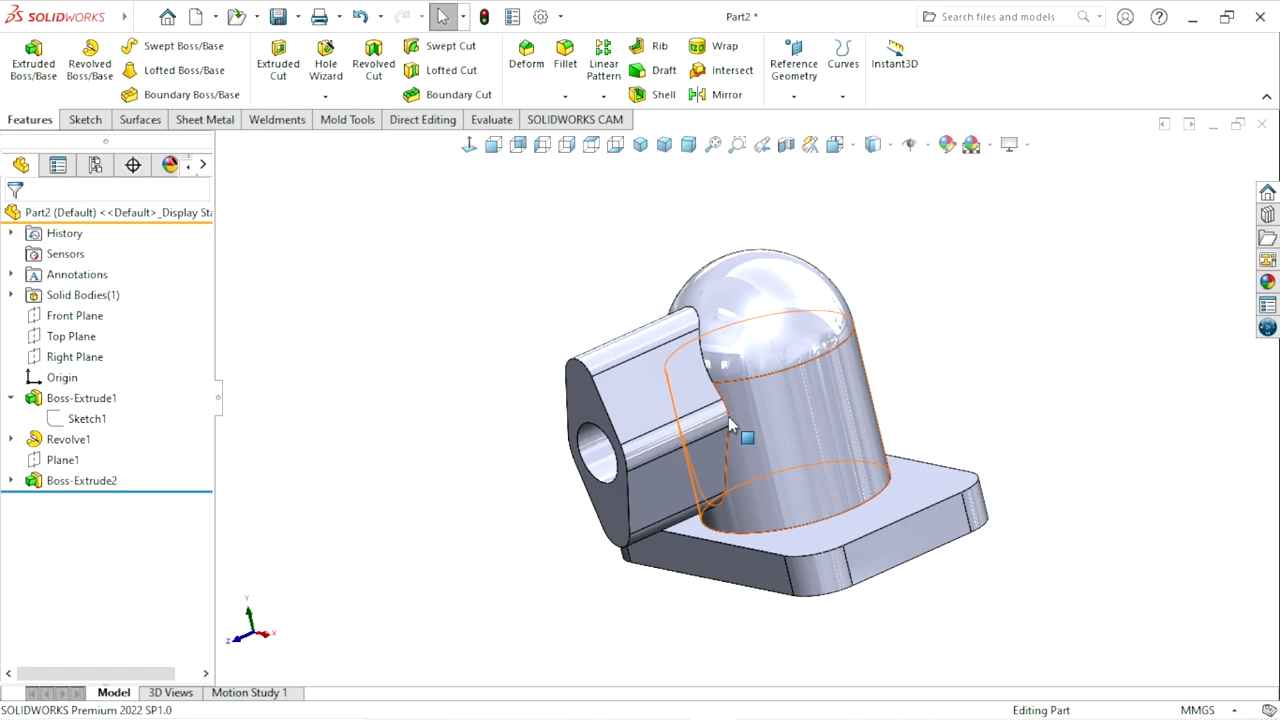 SOLIDWORKS
Part2 *
Search files and models
Extruded Boss/Base
Revolved Boss/Base
Swept Boss/Base
Lofted Boss/Base
Boundary Boss/Base
Extruded Cut
Hole Wizard
Revolved Cut
Swept Cut
Lofted Cut
Boundary Cut
Deform
Fillet
Linear Pattern
Rib
Draft
Shell
Wrap
Intersect
Mirror
Reference Geometry
Curves
Instant3D
Features
Sketch
Surfaces
Sheet Metal
Weldments
Mold Tools
Direct Editing
Evaluate
SOLIDWORKS CAM
Part2 (Default) <<Default>_Display Sta
History
Sensors
Annotations
Solid Bodies(1)
Front Plane
Top Plane
Right Plane
Origin
Boss-Extrude1
Sketch1
Revolve1
Plane1
Boss-Extrude2
Y
Z
X
Model
3D Views
Motion Study 1
SOLIDWORKS Premium 2022 SP1.0
Editing Part
MMGS